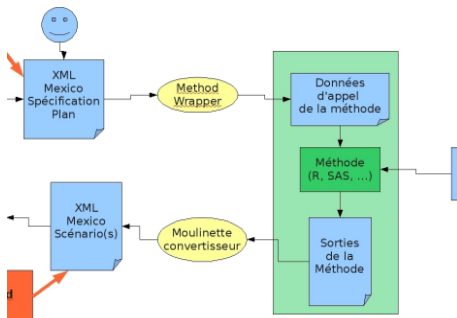 XML
Mexico
Spécification
Plan
Method
Wrapper
Données
d'appel
de la méthode
Méthode
(R, SAS, ...)
XML
Mexico
Scénario(s)
Moulinette
convertisseur
Sorties
de la
Méthode
d